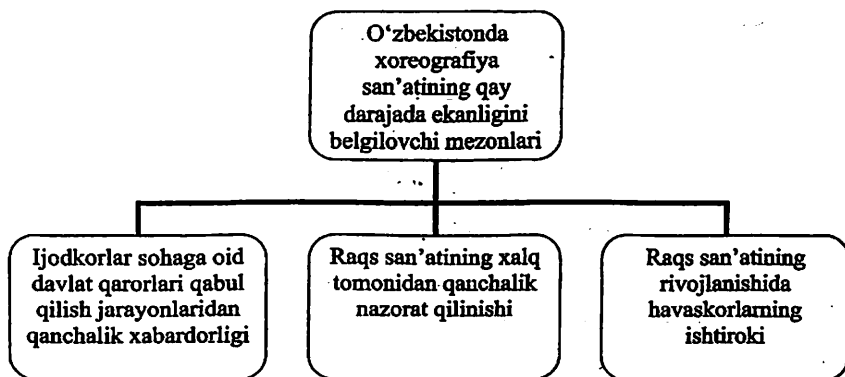 O‘zbekistonda
xoreografiya
san’atining qay
darajada ekanligini
belgilovchi mezonlari
Ijodkorlar sohaga oid
davlat qarorlari qabul
qilish jarayonlaridan
qanchalik xabardorligi
Raqs san’atining xalq
tomonidan qanchalik
nazorat qilinishi
Raqs san’atining
rivojlanishida
havaskorlarning
ishtiroki